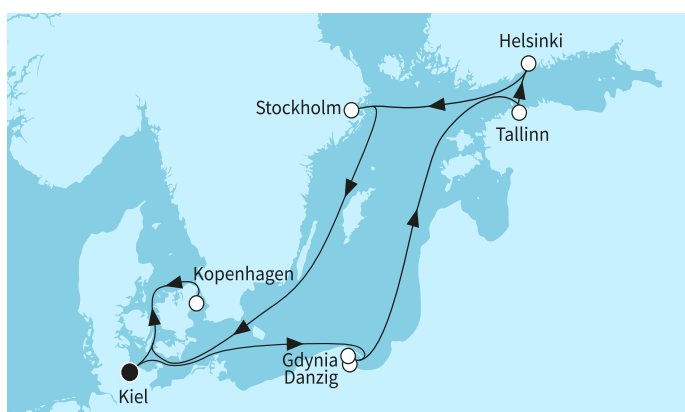 Helsinki
Stockholm
Tallinn
Kopenhagen
Gdynia
Danzig
Kiel